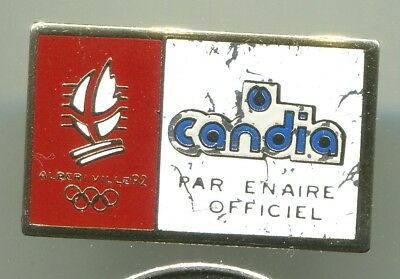 ALBERTVILLE 92
candia
PAR ENAIRE
OFFICIEL